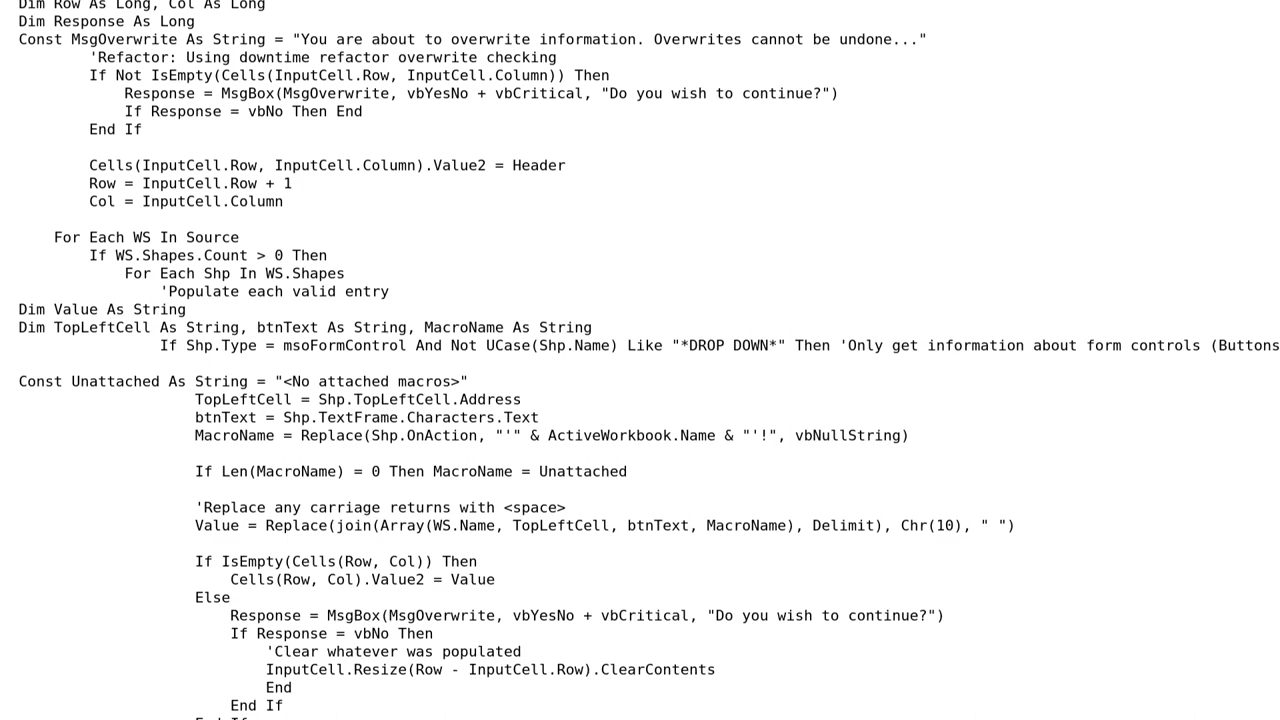 Dim Row As Long, Col As Long
Dim Response As Long
Const MsgOverwrite As String = "You are about to overwrite information. Overwrites cannot be undone..."
        'Refactor: Using downtime refactor overwrite checking
        If Not IsEmpty(Cells(InputCell.Row, InputCell.Column)) Then
            Response = MsgBox(MsgOverwrite, vbYesNo + vbCritical, "Do you wish to continue?")
            If Response = vbNo Then End
        End If

        Cells(InputCell.Row, InputCell.Column).Value2 = Header
        Row = InputCell.Row + 1
        Col = InputCell.Column

    For Each WS In Source
        If WS.Shapes.Count > 0 Then
            For Each Shp In WS.Shapes
                'Populate each valid entry
Dim Value As String
Dim TopLeftCell As String, btnText As String, MacroName As String
                If Shp.Type = msoFormControl And Not UCase(Shp.Name) Like "*DROP DOWN*" Then 'Only get information about form controls (Buttons

Const Unattached As String = "<No attached macros>"
                    TopLeftCell = Shp.TopLeftCell.Address
                    btnText = Shp.TextFrame.Characters.Text
                    MacroName = Replace(Shp.OnAction, "'" & ActiveWorkbook.Name & "'!", vbNullString)

                    If Len(MacroName) = 0 Then MacroName = Unattached

                    'Replace any carriage returns with <space>
                    Value = Replace(join(Array(WS.Name, TopLeftCell, btnText, MacroName), Delimit), Chr(10), " ")

                    If IsEmpty(Cells(Row, Col)) Then
                        Cells(Row, Col).Value2 = Value
                    Else
                        Response = MsgBox(MsgOverwrite, vbYesNo + vbCritical, "Do you wish to continue?")
                        If Response = vbNo Then
                            'Clear whatever was populated
                            InputCell.Resize(Row - InputCell.Row).ClearContents
                            End
                        End If
                    End If